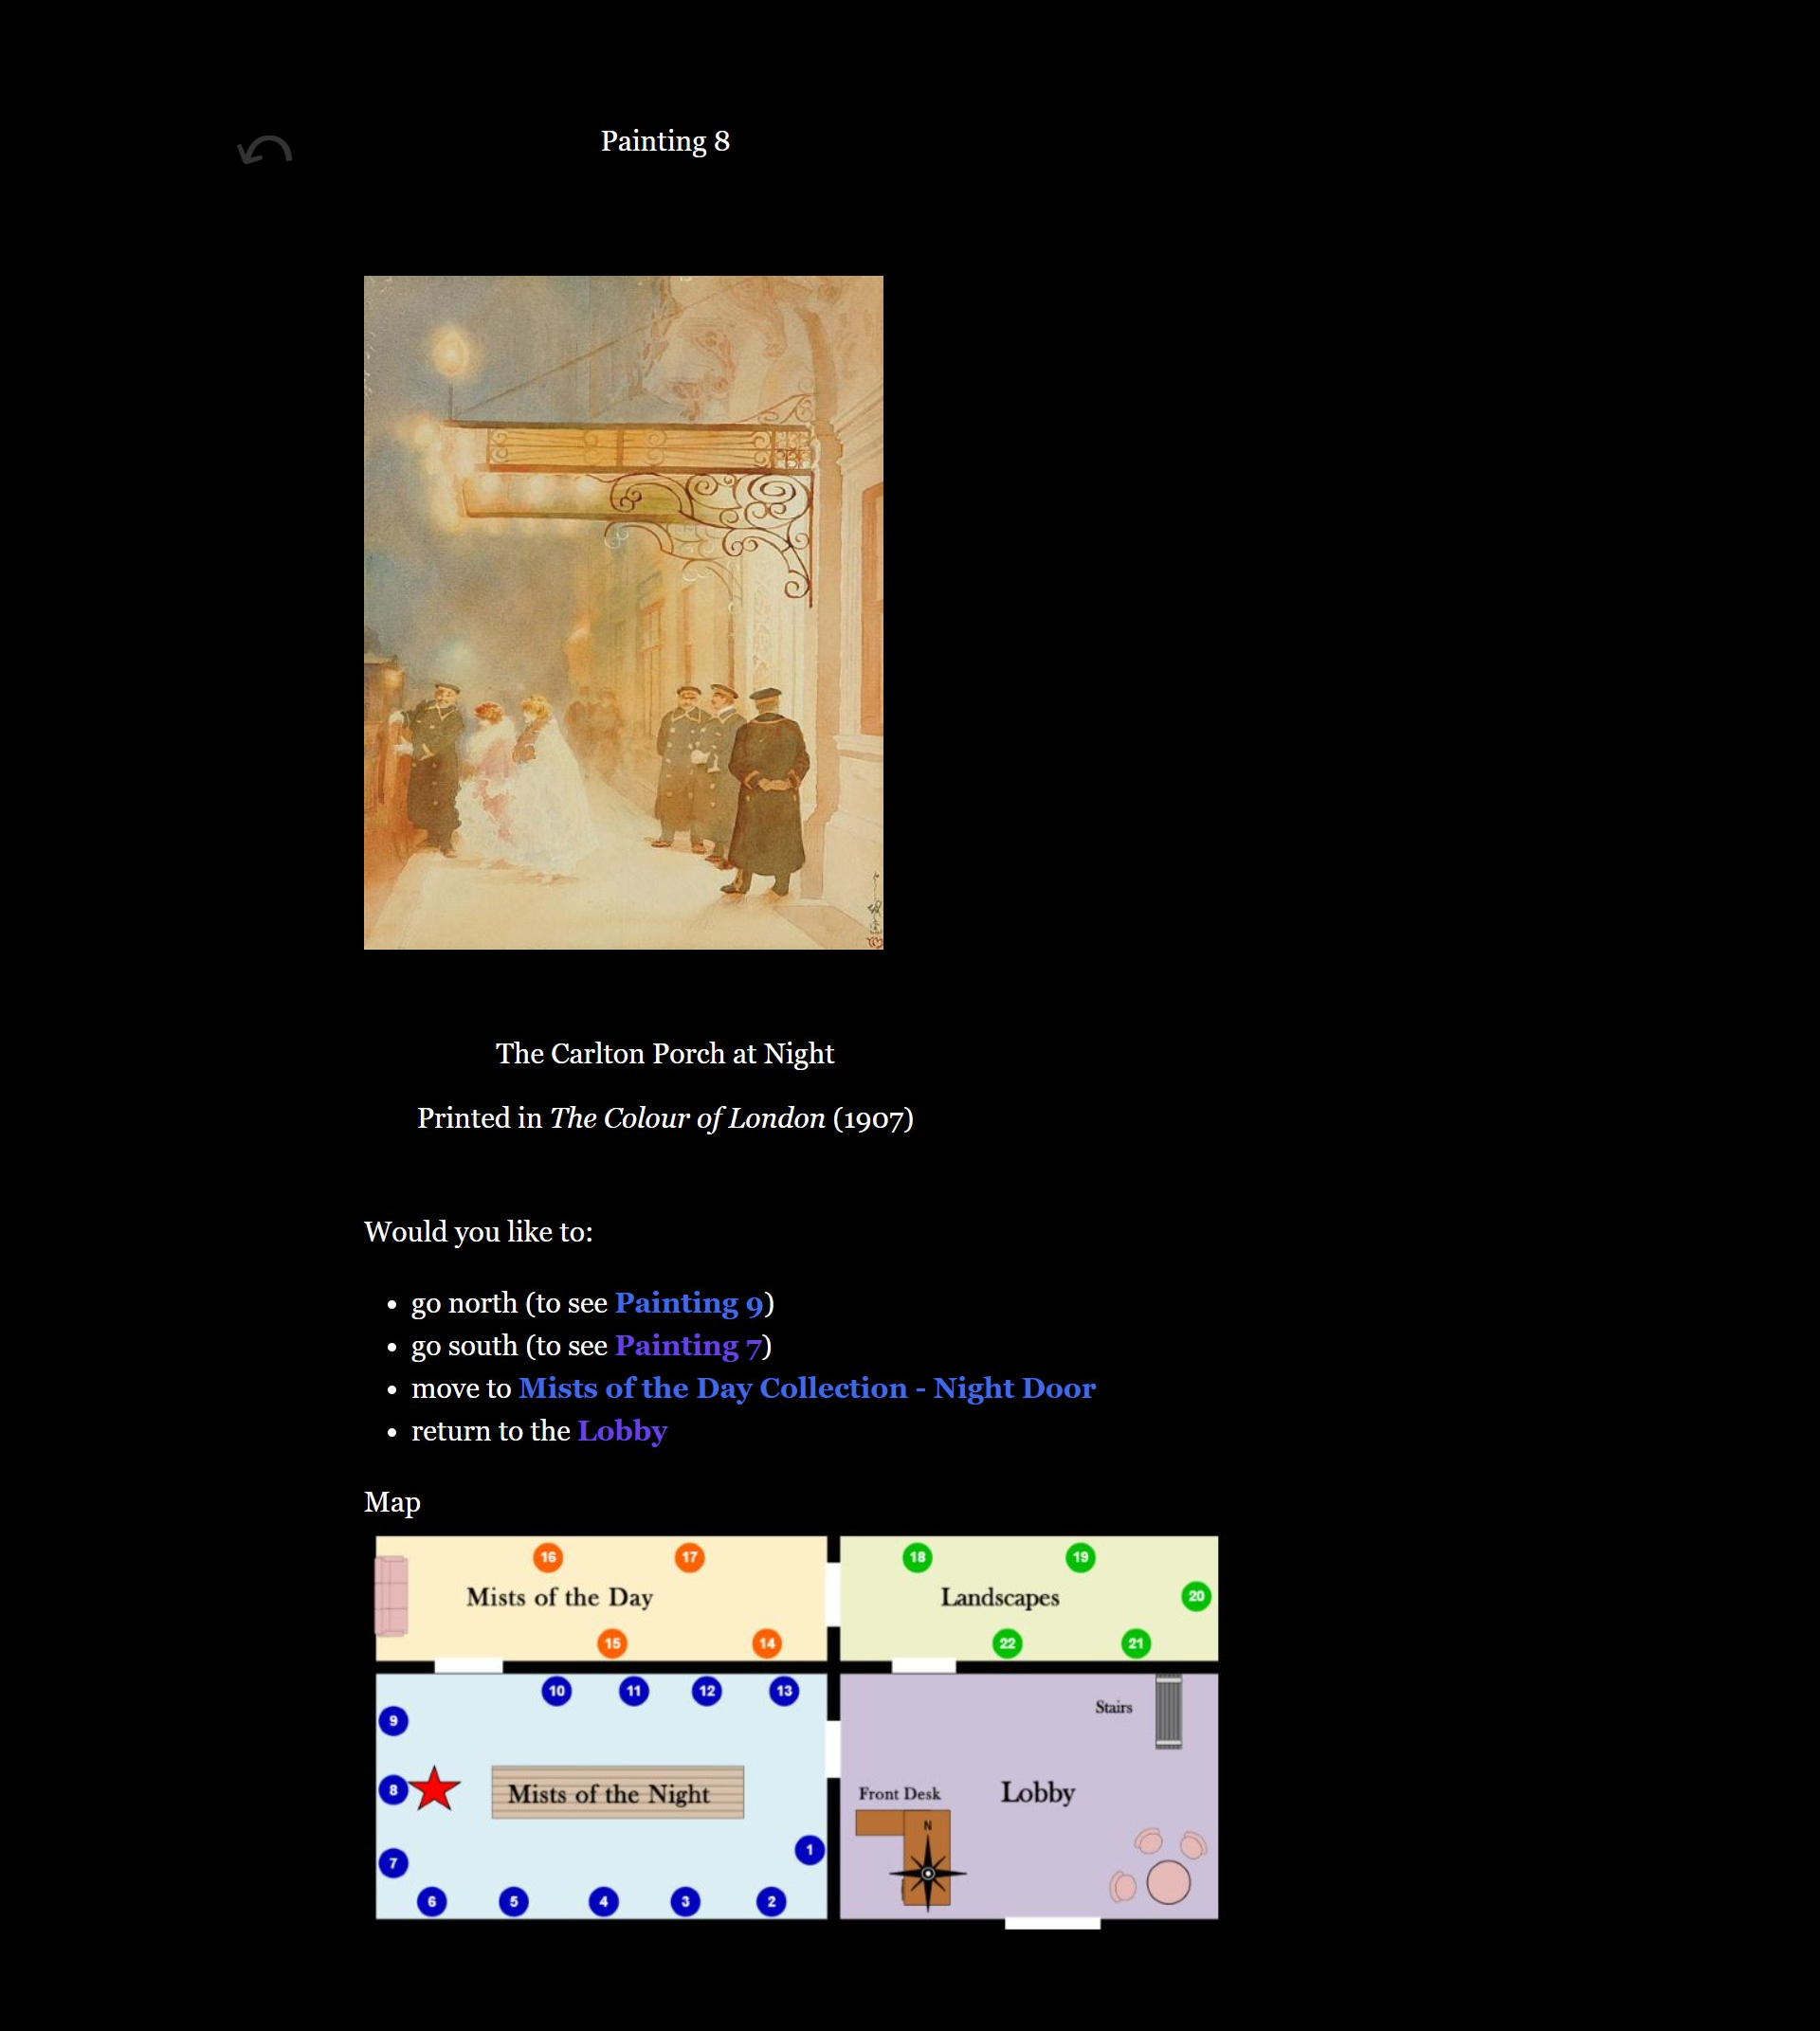 Painting 8
The Carlton Porch at Night
Printed in The Colour of London (1907)
Would you like to:
• go north (to see Painting 9)
• go south (to see Painting 7)
• move to Mists of the Day Collection - Night Door
• return to the Lobby
Map
16 17
Mists of the Day
15 14
18 19
Landscapes
20
22 21
10 11 12 13
9
8
Mists of the Night
7
1
6 5 4 3 2
Stairs
Front Desk
Lobby
N